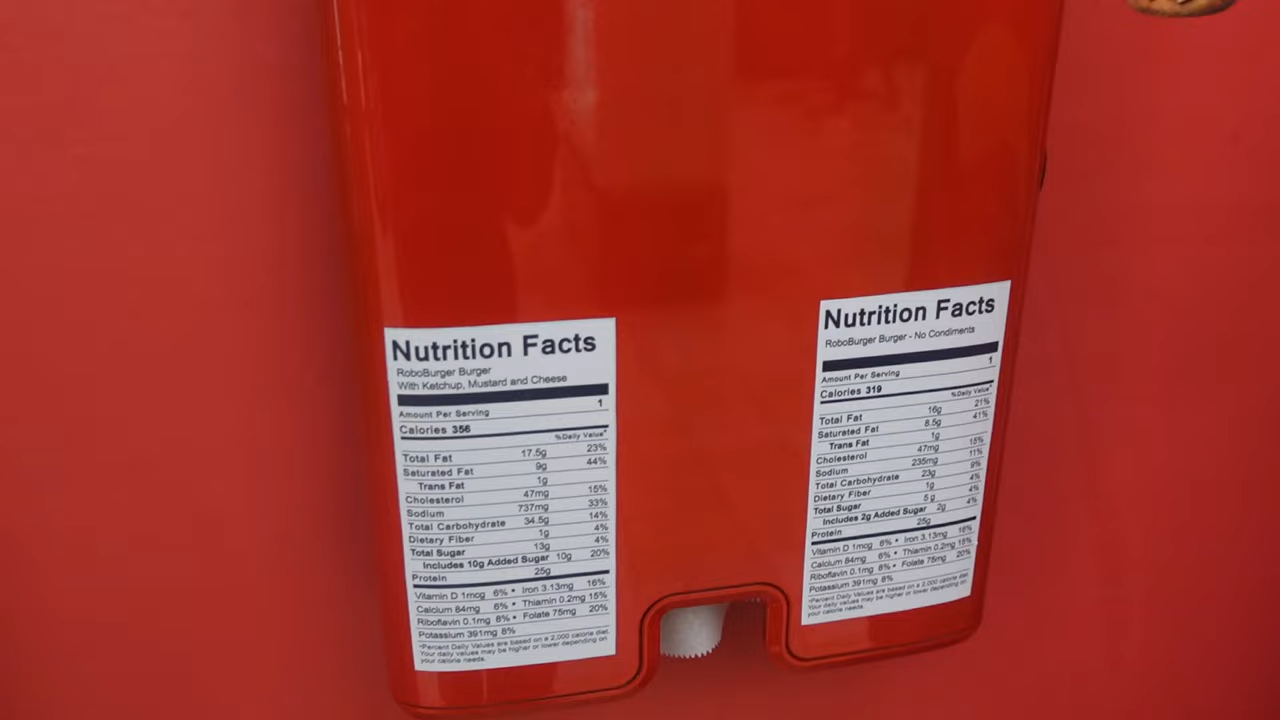 Nutrition Facts
RoboBurger Burger
With Ketchup, Mustard and Cheese
Amount Per Serving 1
Calories 356
%Daily Value*
Total Fat 17.5g 23%
Saturated Fat 9g 44%
Trans Fat 1g
Cholesterol 47mg 15%
Sodium 737mg 33%
Total Carbohydrate 34.5g 14%
Dietary Fiber 1g 4%
Total Sugar 13g 4%
Includes 10g Added Sugar 10g 20%
Protein 25g
Vitamin D 1mcg 6% • Iron 3.13mg 16%
Calcium 84mg 6% • Thiamin 0.2mg 15%
Riboflavin 0.1mg 8% • Folate 75mg 20%
Potassium 391mg 8%
*Percent Daily Values are based on a 2,000 calorie diet.
Your daily values may be higher or lower depending on
your calorie needs.
Nutrition Facts
RoboBurger Burger - No Condiments
Amount Per Serving 1
Calories 319
%Daily Value*
Total Fat 16g 21%
Saturated Fat 8.5g 41%
Trans Fat 1g
Cholesterol 47mg 15%
Sodium 235mg 11%
Total Carbohydrate 23g 9%
Dietary Fiber 1g 4%
Total Sugar 5g 4%
Includes 2g Added Sugar 2g 4%
Protein 25g
Vitamin D 1mcg 6% • Iron 3.13mg 16%
Calcium 84mg 6% • Thiamin 0.2mg 15%
Riboflavin 0.1mg 8% • Folate 75mg 20%
Potassium 391mg 8%
*Percent Daily Values are based on a 2,000 calorie diet.
Your daily values may be higher or lower depending on
your calorie needs.